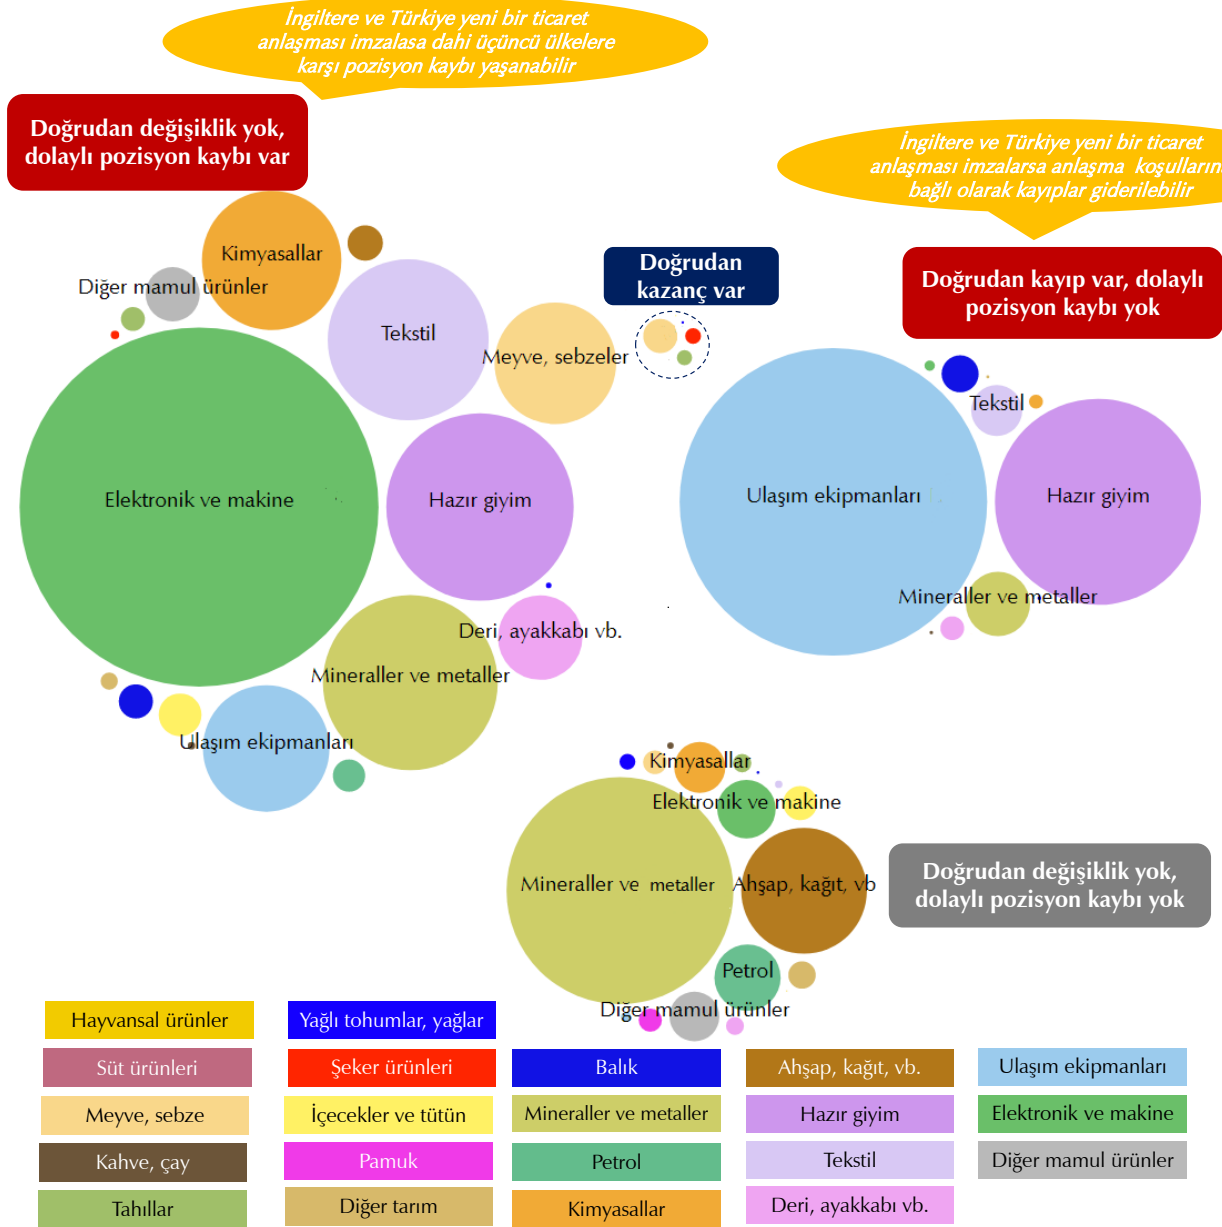 İngiltere ve Türkiye yeni bir ticaret
anlaşması imzalasa dahi üçüncü ülkelere
karşı pozisyon kaybı yaşanabilir
Doğrudan değişiklik yok,
dolaylı pozisyon kaybı var
İngiltere ve Türkiye yeni bir ticaret
anlaşması imzalarsa anlaşma koşulların
bağlı olarak kayıplar giderilebilir
Doğrudan
kazanç var
Doğrudan kayıp var, dolaylı
pozisyon kaybı yok
Kimyasallar
Diğer mamul ürünler
Tekstil
Meyve, sebzeler
Elektronik ve makine
Hazır giyim
Deri, ayakkabı vb.
Mineraller ve metaller
Ulaşım ekipmanları
Tekstil
Ulaşım ekipmanları
Hazır giyim
Mineraller ve metaller
Kimyasallar
Elektronik ve makine
Mineraller ve metaller
Ahşap, kağıt, vb
Petrol
Diğer mamul ürünler
Doğrudan değişiklik yok,
dolaylı pozisyon kaybı yok
Hayvansal ürünler
Süt ürünleri
Meyve, sebze
Kahve, çay
Tahıllar
Yağlı tohumlar, yağlar
Şeker ürünleri
İçecekler ve tütün
Pamuk
Diğer tarım
Balık
Mineraller ve metaller
Petrol
Kimyasallar
Ahşap, kağıt, vb.
Hazır giyim
Tekstil
Deri, ayakkabı vb.
Ulaşım ekipmanları
Elektronik ve makine
Diğer mamul ürünler